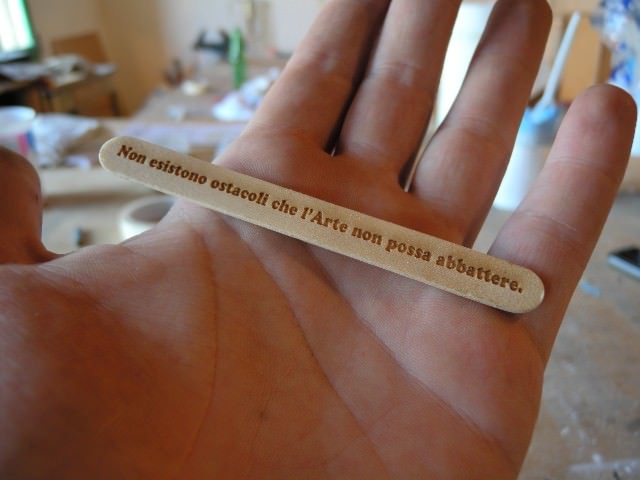 Non esistono ostacoli che l'Arte non possa abbattere.